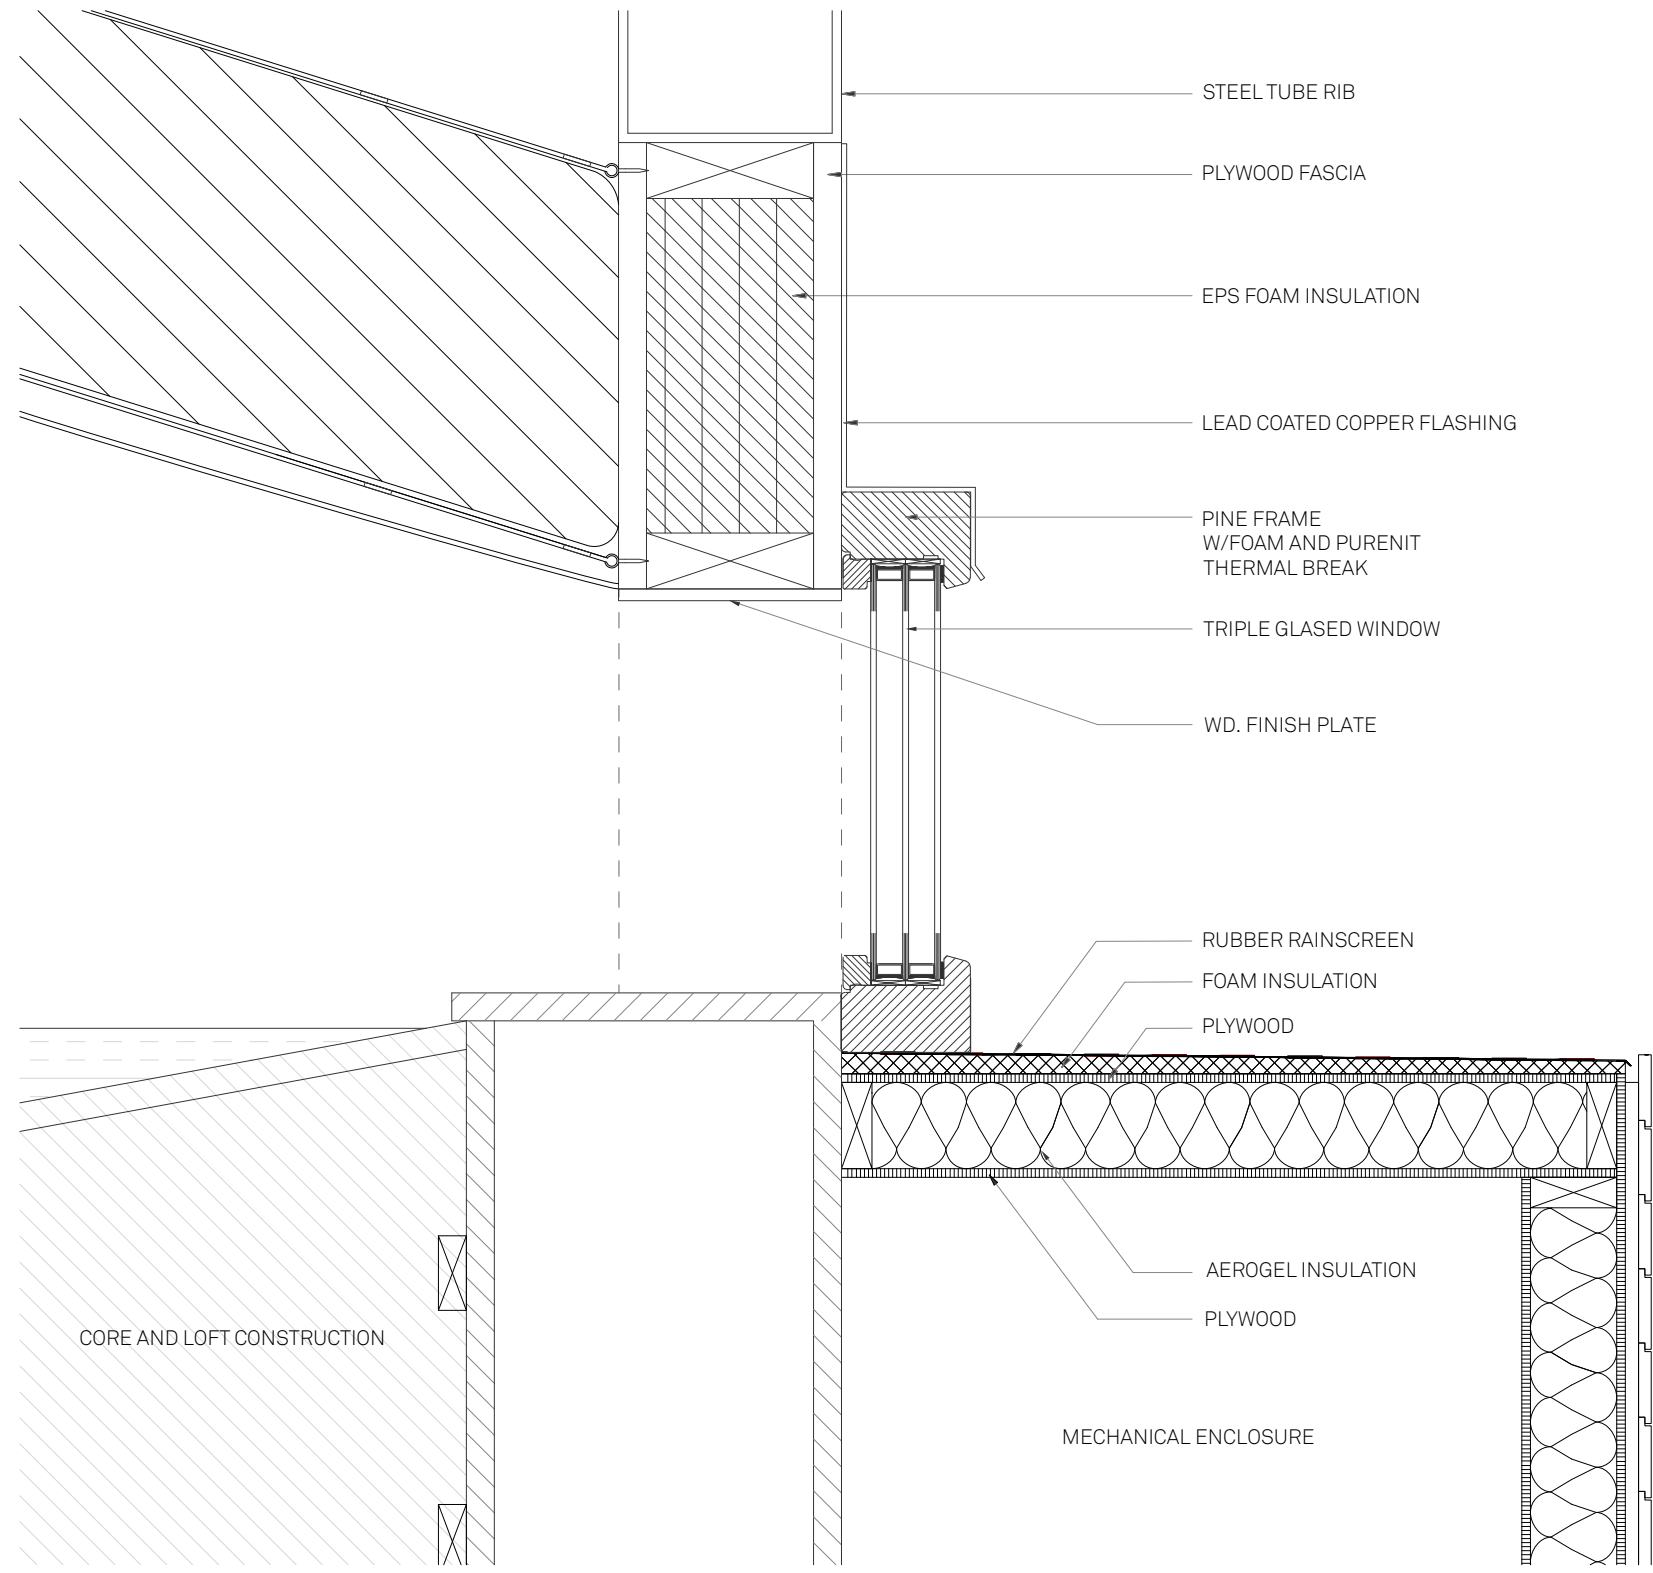 STEEL TUBE RIB
PLYWOOD FASCIA
EPS FOAM INSULATION
LEAD COATED COPPER FLASHING
PINE FRAME
W/FOAM AND PURENIT
THERMAL BREAK
TRIPLE GLASED WINDOW
WD. FINISH PLATE
RUBBER RAINSCREEN
FOAM INSULATION
PLYWOOD
AEROGEL INSULATION
PLYWOOD
CORE AND LOFT CONSTRUCTION
MECHANICAL ENCLOSURE